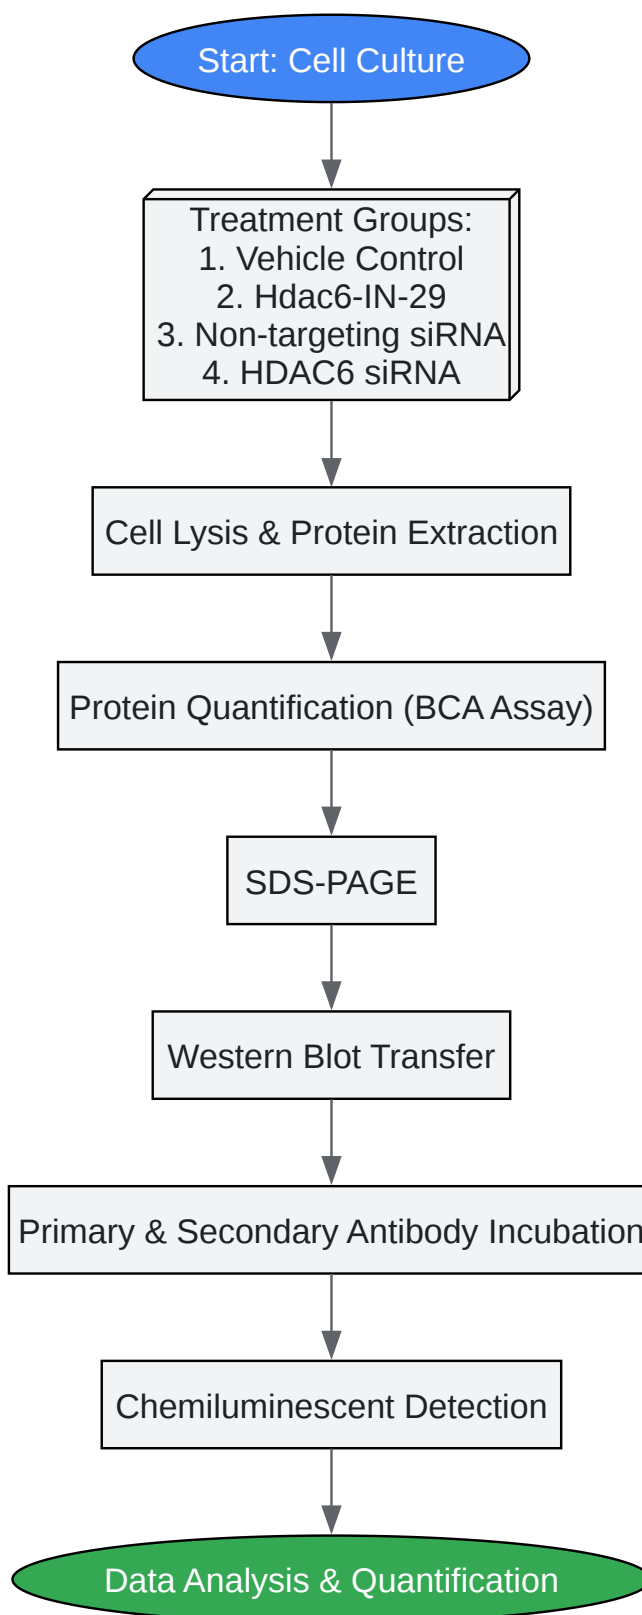 Start: Cell Culture
Treatment Groups:
1. Vehicle Control
2. Hdac6-IN-29
3. Non-targeting siRNA
4. HDAC6 siRNA
Cell Lysis & Protein Extraction
Protein Quantification (BCA Assay)
SDS-PAGE
Western Blot Transfer
Primary & Secondary Antibody Incubation
Chemiluminescent Detection
Data Analysis & Quantification